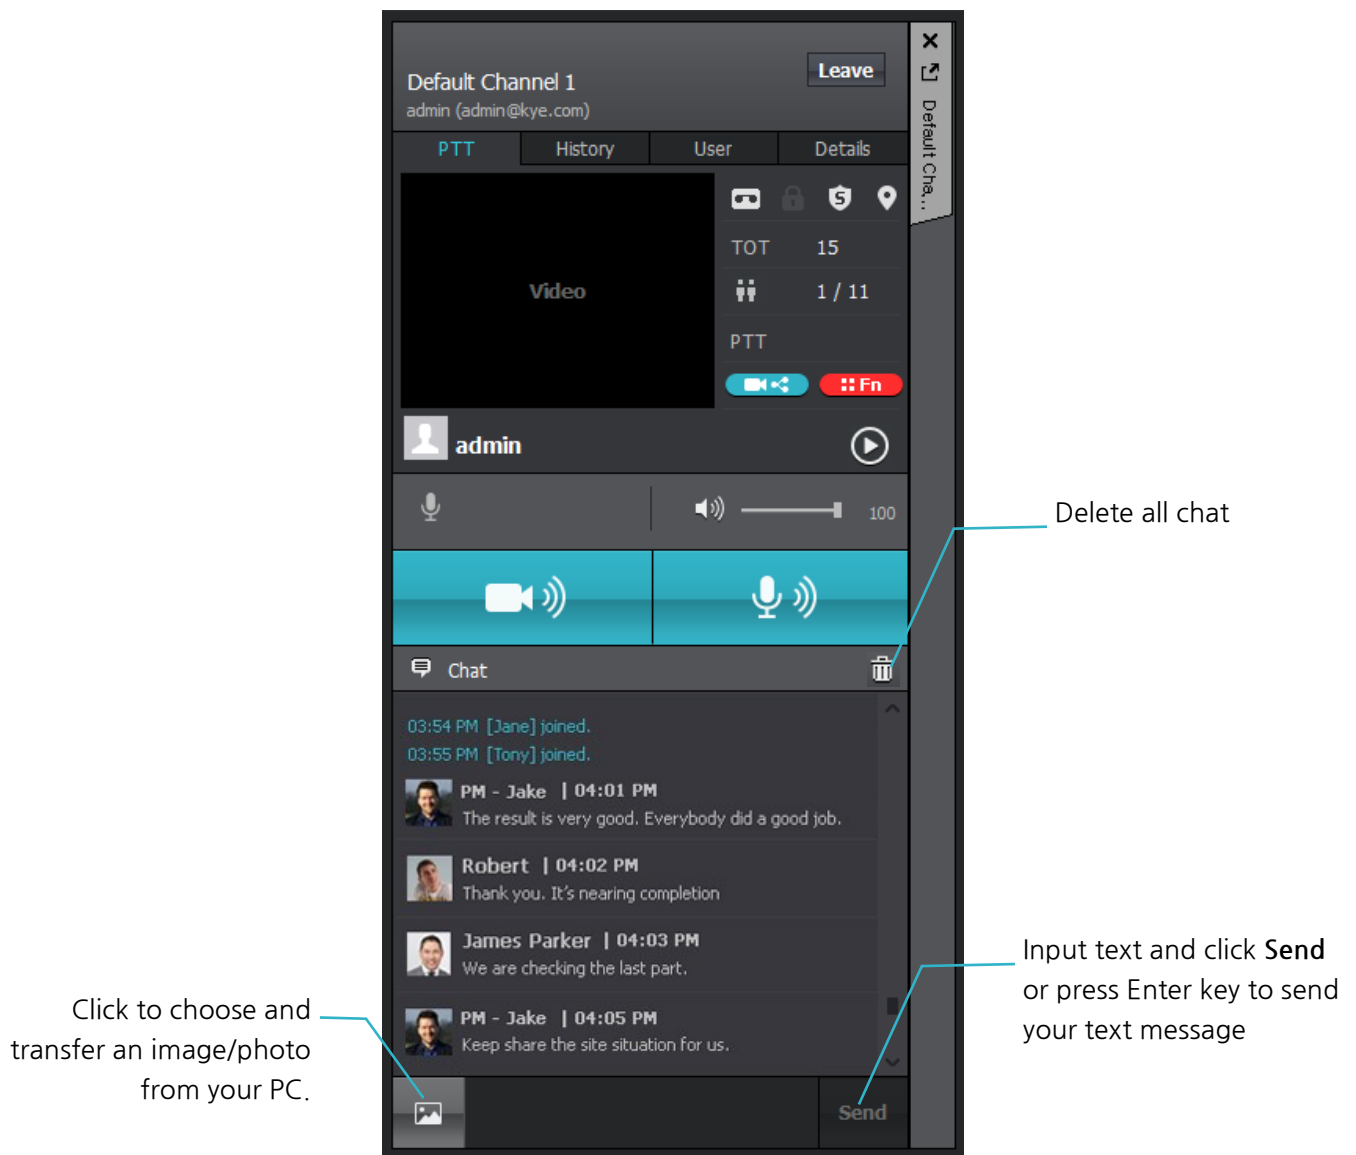 Default Channel 1
Leave
admin (admin@kye.com)
Default Cha...
PTT
History
User
Details
Video
S
TOT
15
1 / 11
PTT
Fn
admin
100
Delete all chat
Chat
03:54 PM [Jane] joined.
03:55 PM [Tony] joined.
PM - Jake | 04:01 PM
The result is very good. Everybody did a good job.
Robert | 04:02 PM
Thank you. It's nearing completion
James Parker | 04:03 PM
We are checking the last part.
PM - Jake | 04:05 PM
Keep share the site situation for us.
Send
Click to choose and
transfer an image/photo
from your PC.
Input text and click Send
or press Enter key to send
your text message